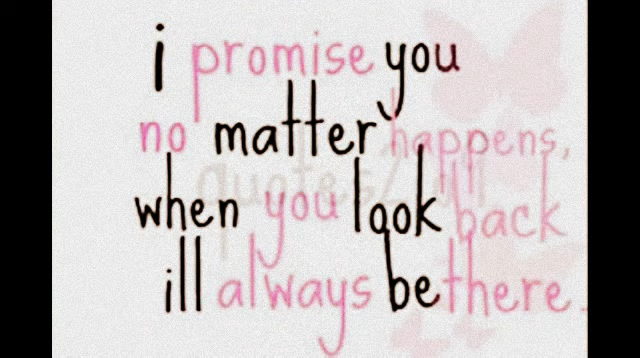 i promise you
no matter happens,
when you look back
ill always be there.